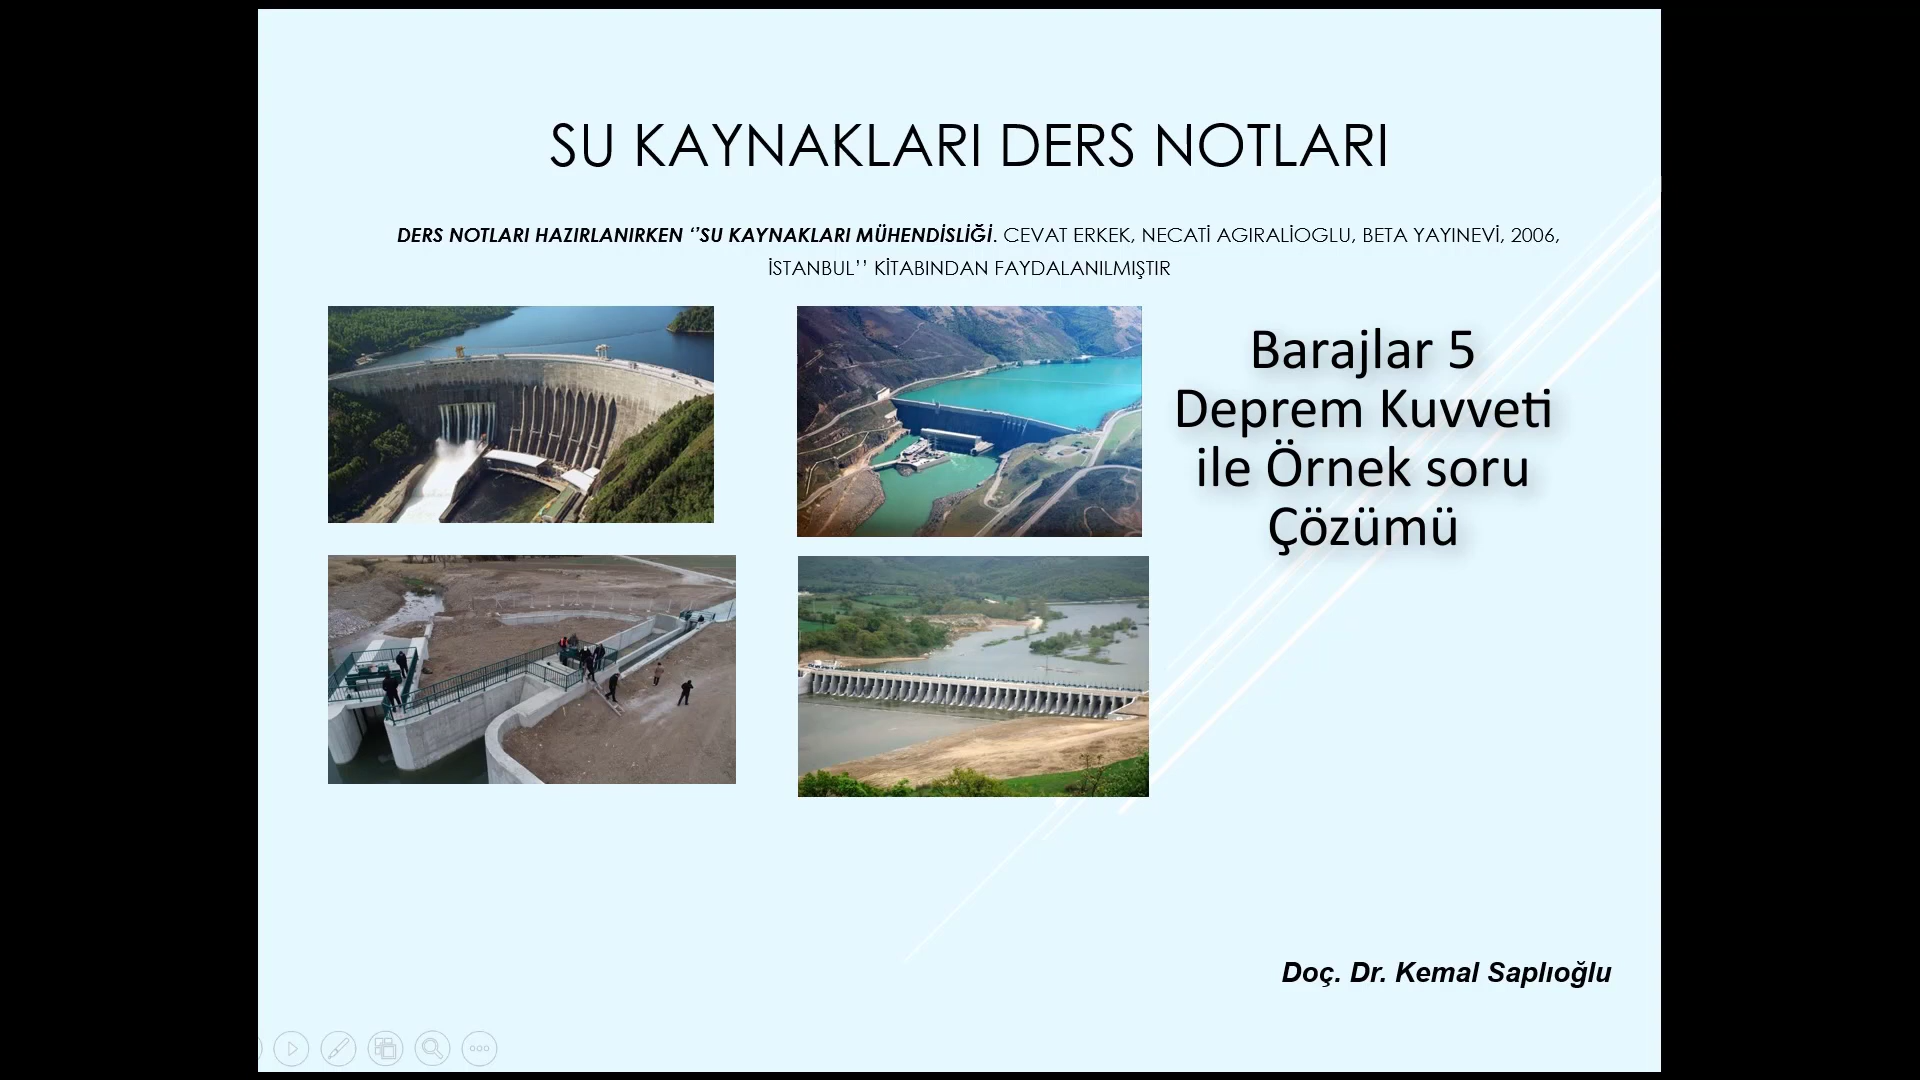 SU KAYNAKLARI DERS NOTLARI
DERS NOTLARI HAZIRLANIRKEN ‘’SU KAYNAKLARI MÜHENDİSLİĞİ. CEVAT ERKEK, NECATİ AGIRALİOGLU, BETA YAYINEVİ, 2006,
İSTANBUL’’ KİTABINDAN FAYDALANILMIŞTIR
Barajlar 5
Deprem Kuvveti
ile Örnek soru
Çözümü
Doç. Dr. Kemal Saplıoğlu